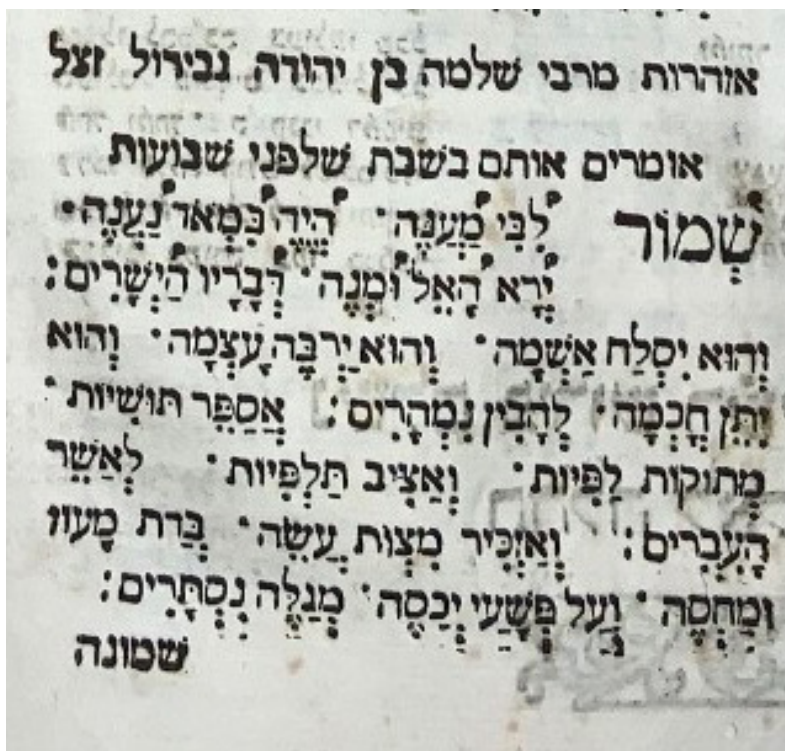 אזהרות מרבי שלמה בן יהודה גבירול זצל
אומרים אותם בשבת שלפני שבועות
שְׁמוֹר לִבִּי מַעֲנֶה· הֱיֵה בִּמְאֹד נַעֲנֶה·
יְרָא הָאֵל וּמְנֶה· דְּבָרָיו הַיְשָׁרִים:
וְהוּא יִסְלַח אַשְׁמָה· וְהוּא יַרְבֶּה עָצְמָה· וְהוּא
יִתֵּן חָכְמָה· לְהָבִין נִמְהָרִים: אֲסַפֵּר תּוּשִׁיּוֹת·
מְתוּקוֹת לַפִּיּוֹת· וְאַצִּיב תַּלְפִּיּוֹת לַאֲשֶׁר
הָעִבְרִים: וְאַזְכִּיר מִצְוֹת עֲשֵׂה· בְּרַת מָעוֹז
וּמַחְסֶה· וְעַל פְּשָׁעַי יְכַסֶּה· מְגַלֶּה נִסְתָּרִים:
שמונה